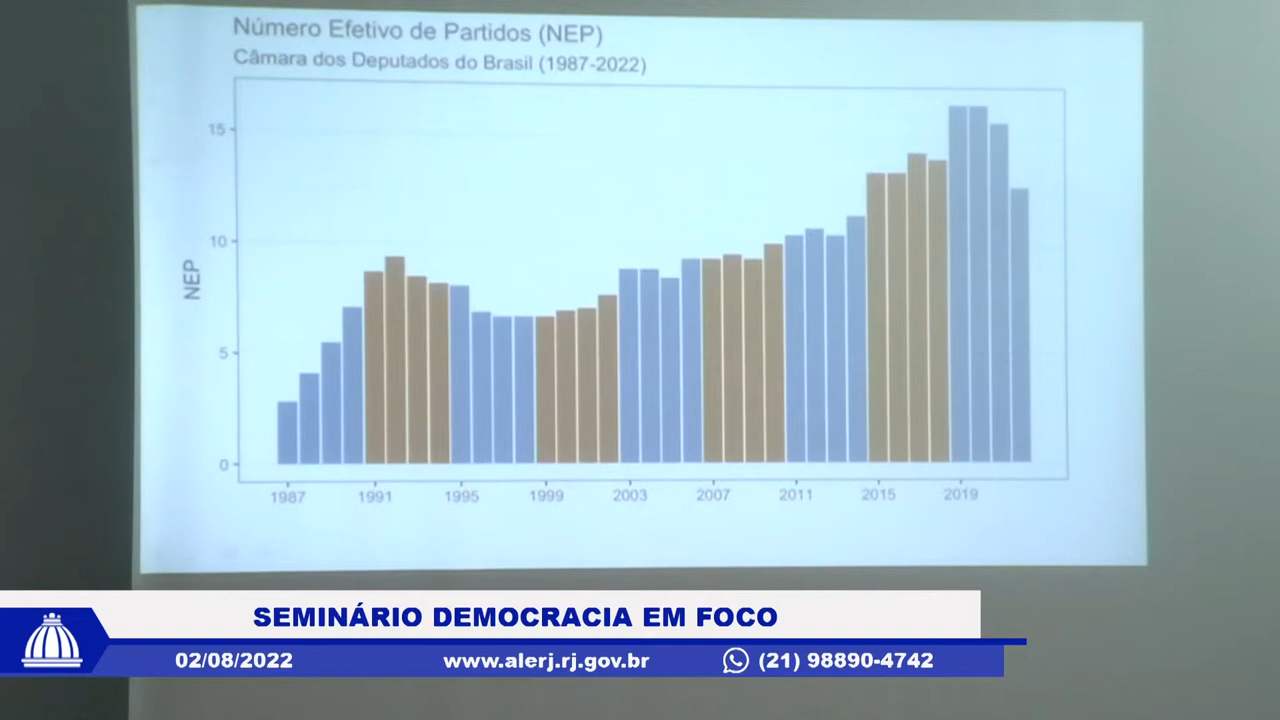 Número Efetivo de Partidos (NEP)
Câmara dos Deputados do Brasil (1987-2022)
15
10
5
0
NEP
1987 1991 1995 1999 2003 2007 2011 2015 2019
SEMINÁRIO DEMOCRACIA EM FOCO
02/08/2022 www.alerj.rj.gov.br (21) 98890-4742